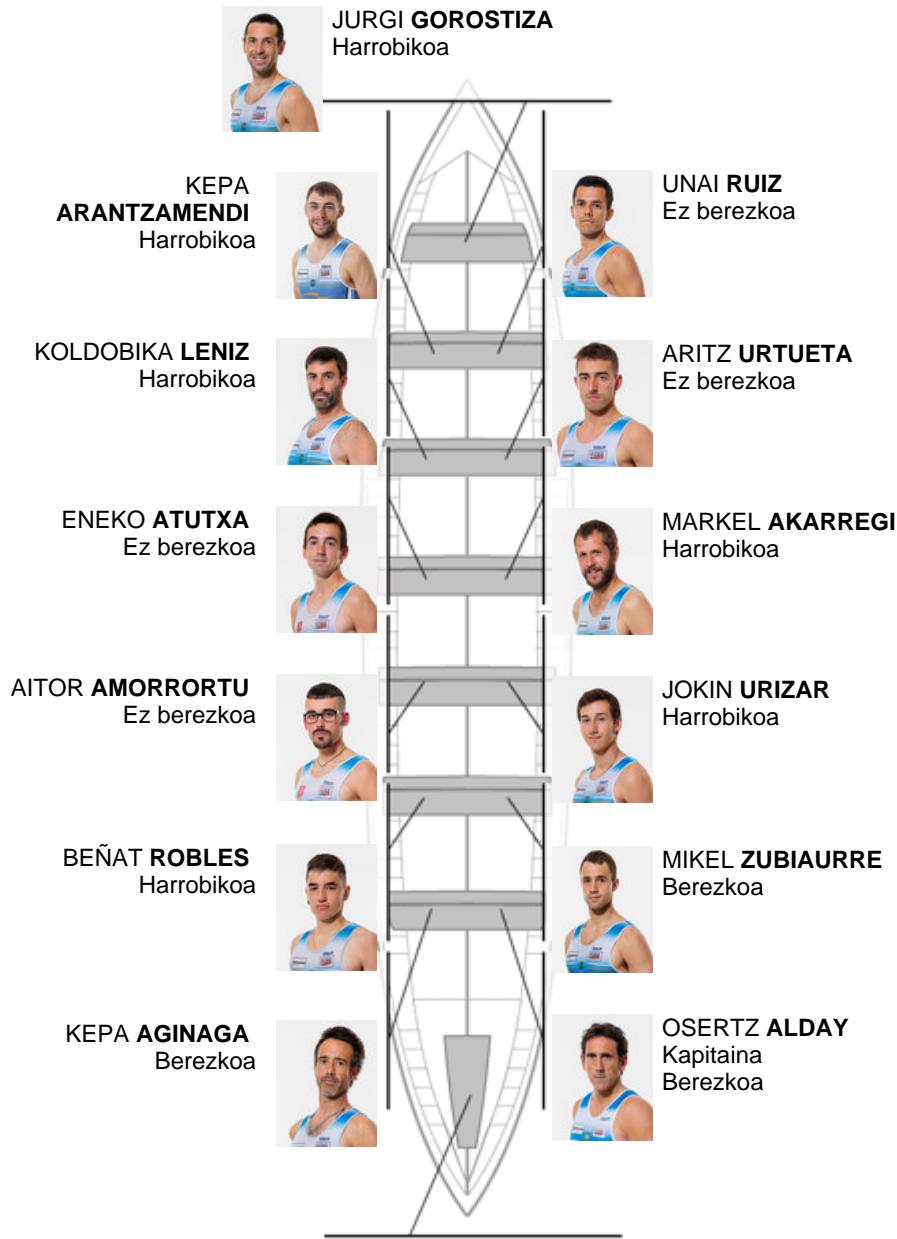 JURGI GOROSTIZA
Harrobikoa
KEPA
ARANTZAMENDI
Harrobikoa
UNAI RUIZ
Ez berezkoa
KOLDOBIKA LENIZ
Harrobikoa
ARITZ URTUETA
Ez berezkoa
ENEKO ATUTXA
Ez berezkoa
MARKEL AKARREGI
Harrobikoa
AITOR AMORRORTU
Ez berezkoa
JOKIN URIZAR
Harrobikoa
BEÑAT ROBLES
Harrobikoa
MIKEL ZUBIAURRE
Berezkoa
KEPA AGINAGA
Berezkoa
OSERTZ ALDAY
Kapitaina
Berezkoa